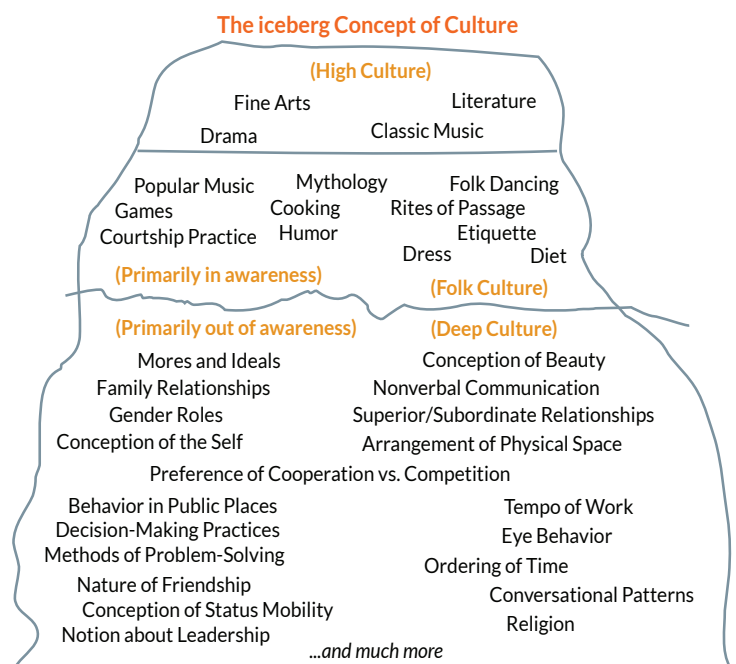 The iceberg Concept of Culture
(High Culture)
Fine Arts
Literature
Drama
Classic Music
Popular Music
Mythology
Folk Dancing
Games
Cooking
Rites of Passage
Courtship Practice
Humor
Etiquette
Dress
Diet
(Primarily in awareness)
(Folk Culture)
(Primarily out of awareness)
(Deep Culture)
Mores and Ideals
Conception of Beauty
Family Relationships
Nonverbal Communication
Gender Roles
Superior/Subordinate Relationships
Conception of the Self
Arrangement of Physical Space
Preference of Cooperation vs. Competition
Behavior in Public Places
Tempo of Work
Decision-Making Practices
Eye Behavior
Methods of Problem-Solving
Ordering of Time
Nature of Friendship
Conversational Patterns
Conception of Status Mobility
Religion
Notion about Leadership
...and much more